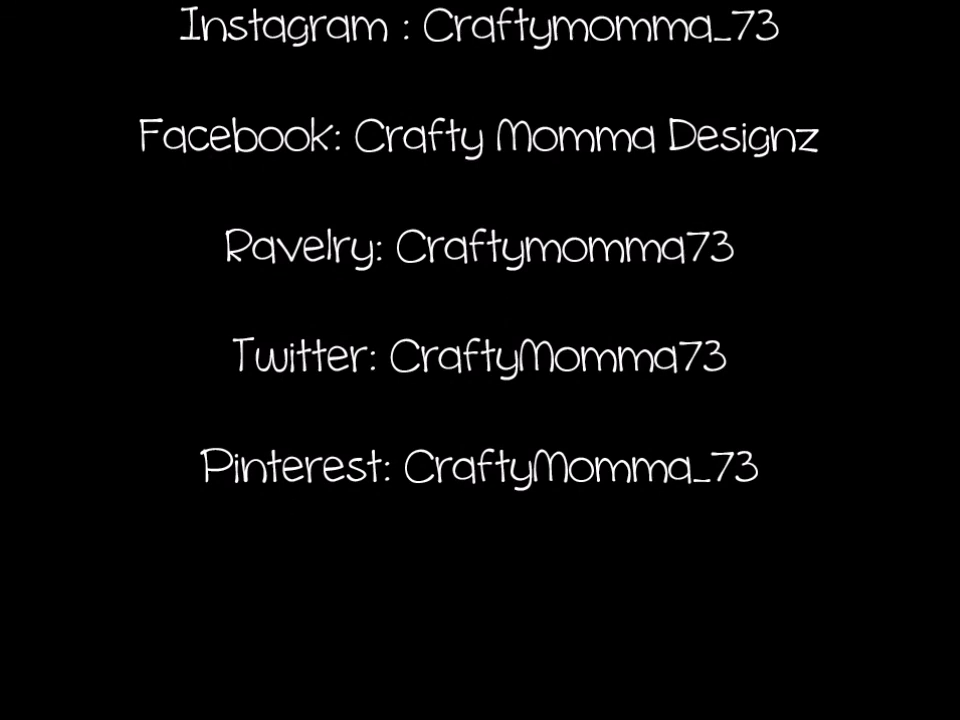 Instagram : Craftymomma_73
Facebook: Crafty Momma Designz
Ravelry: Craftymomma73
Twitter: CraftyMomma73
Pinterest: CraftyMomma_73